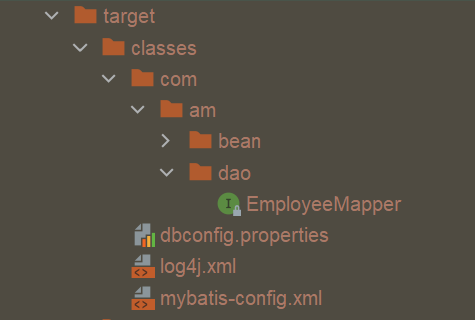 target
classes
com
am
bean
dao
I EmployeeMapper
dbconfig.properties
<> log4j.xml
<> mybatis-config.xml